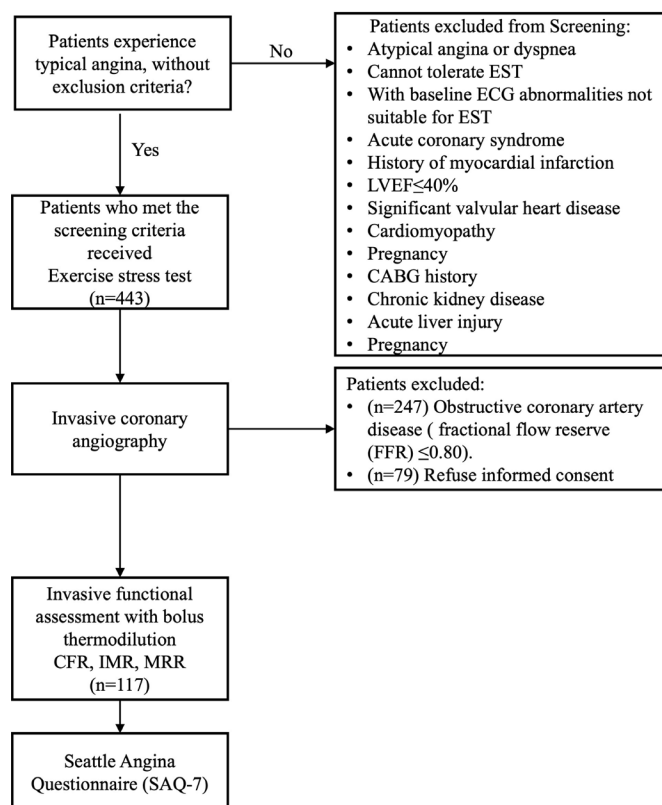 Patients experience
typical angina, without
exclusion criteria?
No
Patients excluded from Screening:
• Atypical angina or dyspnea
• Cannot tolerate EST
• With baseline ECG abnormalities not
suitable for EST
• Acute coronary syndrome
• History of myocardial infarction
• LVEF≤40%
• Significant valvular heart disease
• Cardiomyopathy
• Pregnancy
• CABG history
• Chronic kidney disease
• Acute liver injury
• Pregnancy
Yes
Patients who met the
screening criteria
received
Exercise stress test
(n=443)
Invasive coronary
angiography
Patients excluded:
• (n=247) Obstructive coronary artery
disease ( fractional flow reserve
(FFR) ≤0.80).
• (n=79) Refuse informed consent
Invasive functional
assessment with bolus
thermodilution
CFR, IMR, MRR
(n=117)
Seattle Angina
Questionnaire (SAQ-7)